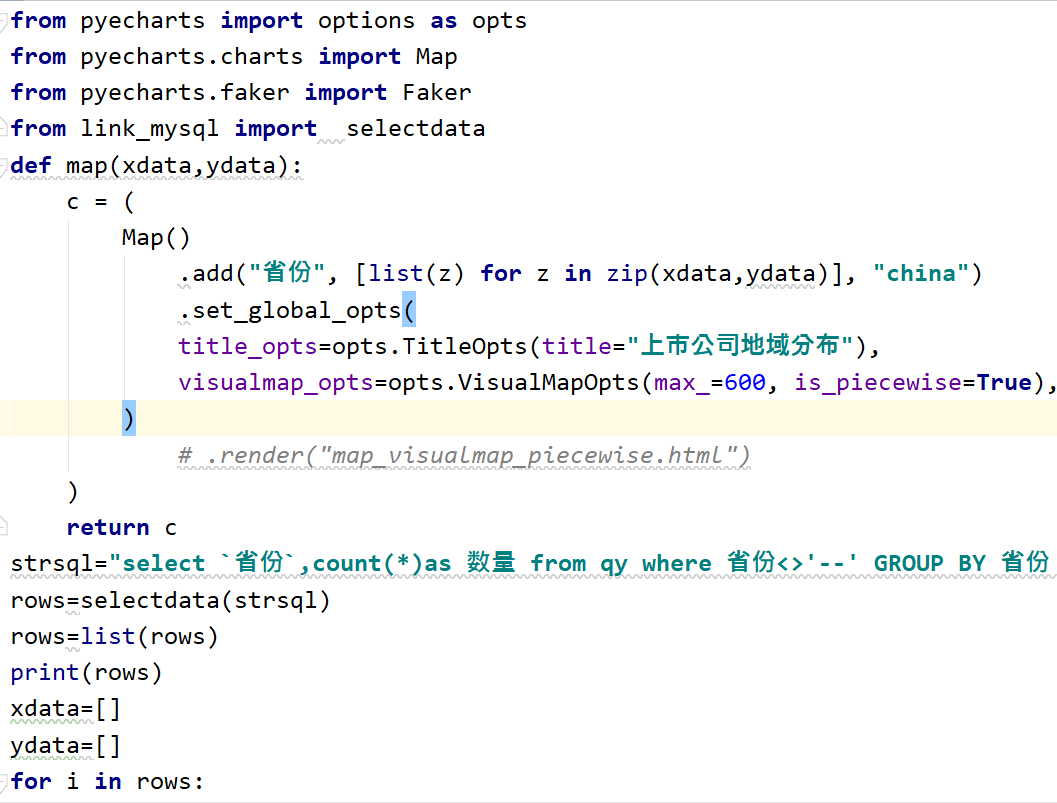 from pyecharts import options as opts
from pyecharts.charts import Map
from pyecharts.faker import Faker
from link_mysql import  selectdata
def map(xdata,ydata):
    c = (
        Map()
            .add("省份", [list(z) for z in zip(xdata,ydata)], "china")
            .set_global_opts(
            title_opts=opts.TitleOpts(title="上市公司地域分布"),
            visualmap_opts=opts.VisualMapOpts(max_=600, is_piecewise=True),
        )
            # .render("map_visualmap_piecewise.html")
    )
    return c
strsql="select `省份`,count(*)as 数量 from qy where 省份<>'--' GROUP BY 省份
rows=selectdata(strsql)
rows=list(rows)
print(rows)
xdata=[]
ydata=[]
for i in rows: